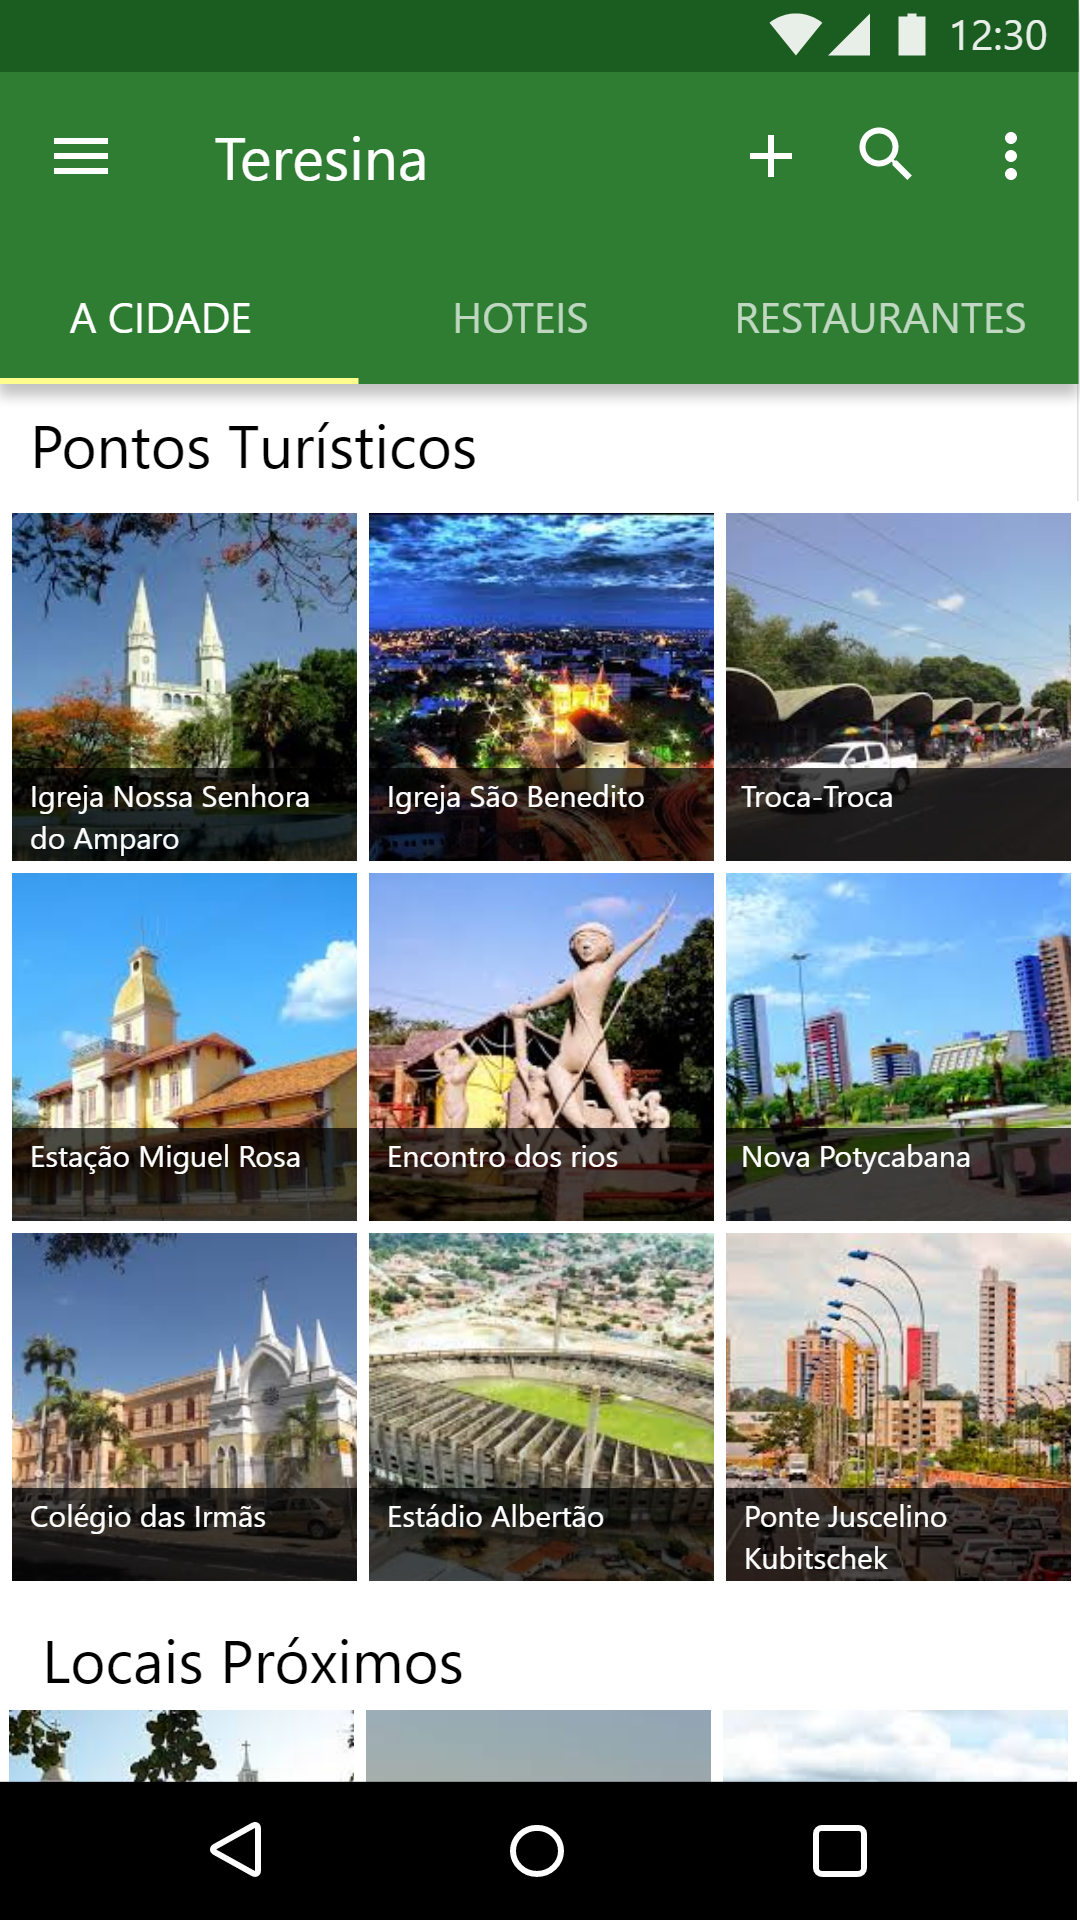 12:30
Teresina
A CIDADE
HOTEIS
RESTAURANTES
Pontos Turísticos
Igreja Nossa Senhora
do Amparo
Igreja São Benedito
Troca-Troca
Estação Miguel Rosa
Encontro dos rios
Nova Potycabana
Colégio das Irmãs
Estádio Albertão
Ponte Juscelino
Kubitschek
Locais Próximos